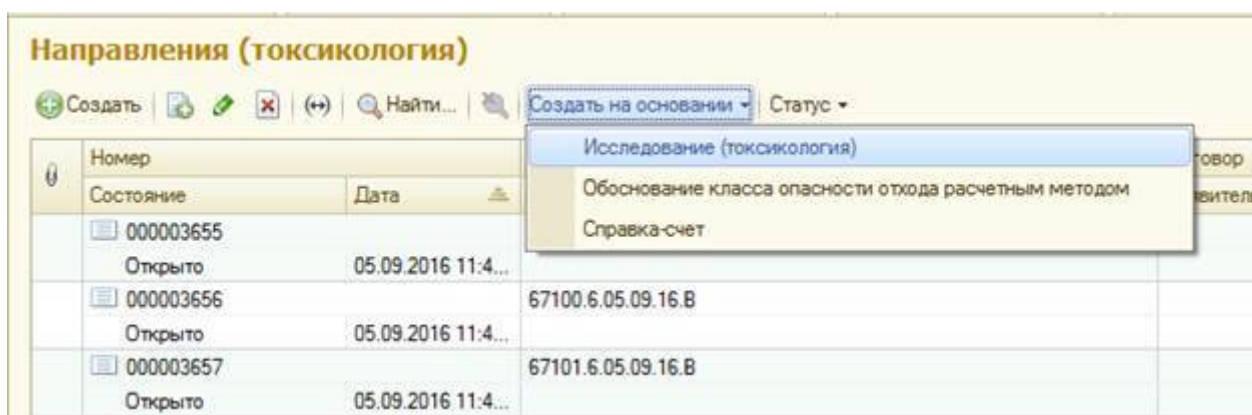 Направления (токсикология)
Создать Найти... Создать на основании Статус
Исследование (токсикология)
Обоснование класса опасности отхода расчетным методом
Справка-счет
Номер
Состояние Дата
000003655
Открыто 05.09.2016 11:4...
000003656 67100.6.05.09.16.В
Открыто 05.09.2016 11:4...
000003657 67101.6.05.09.16.В
Открыто 05.09.2016 11:4...